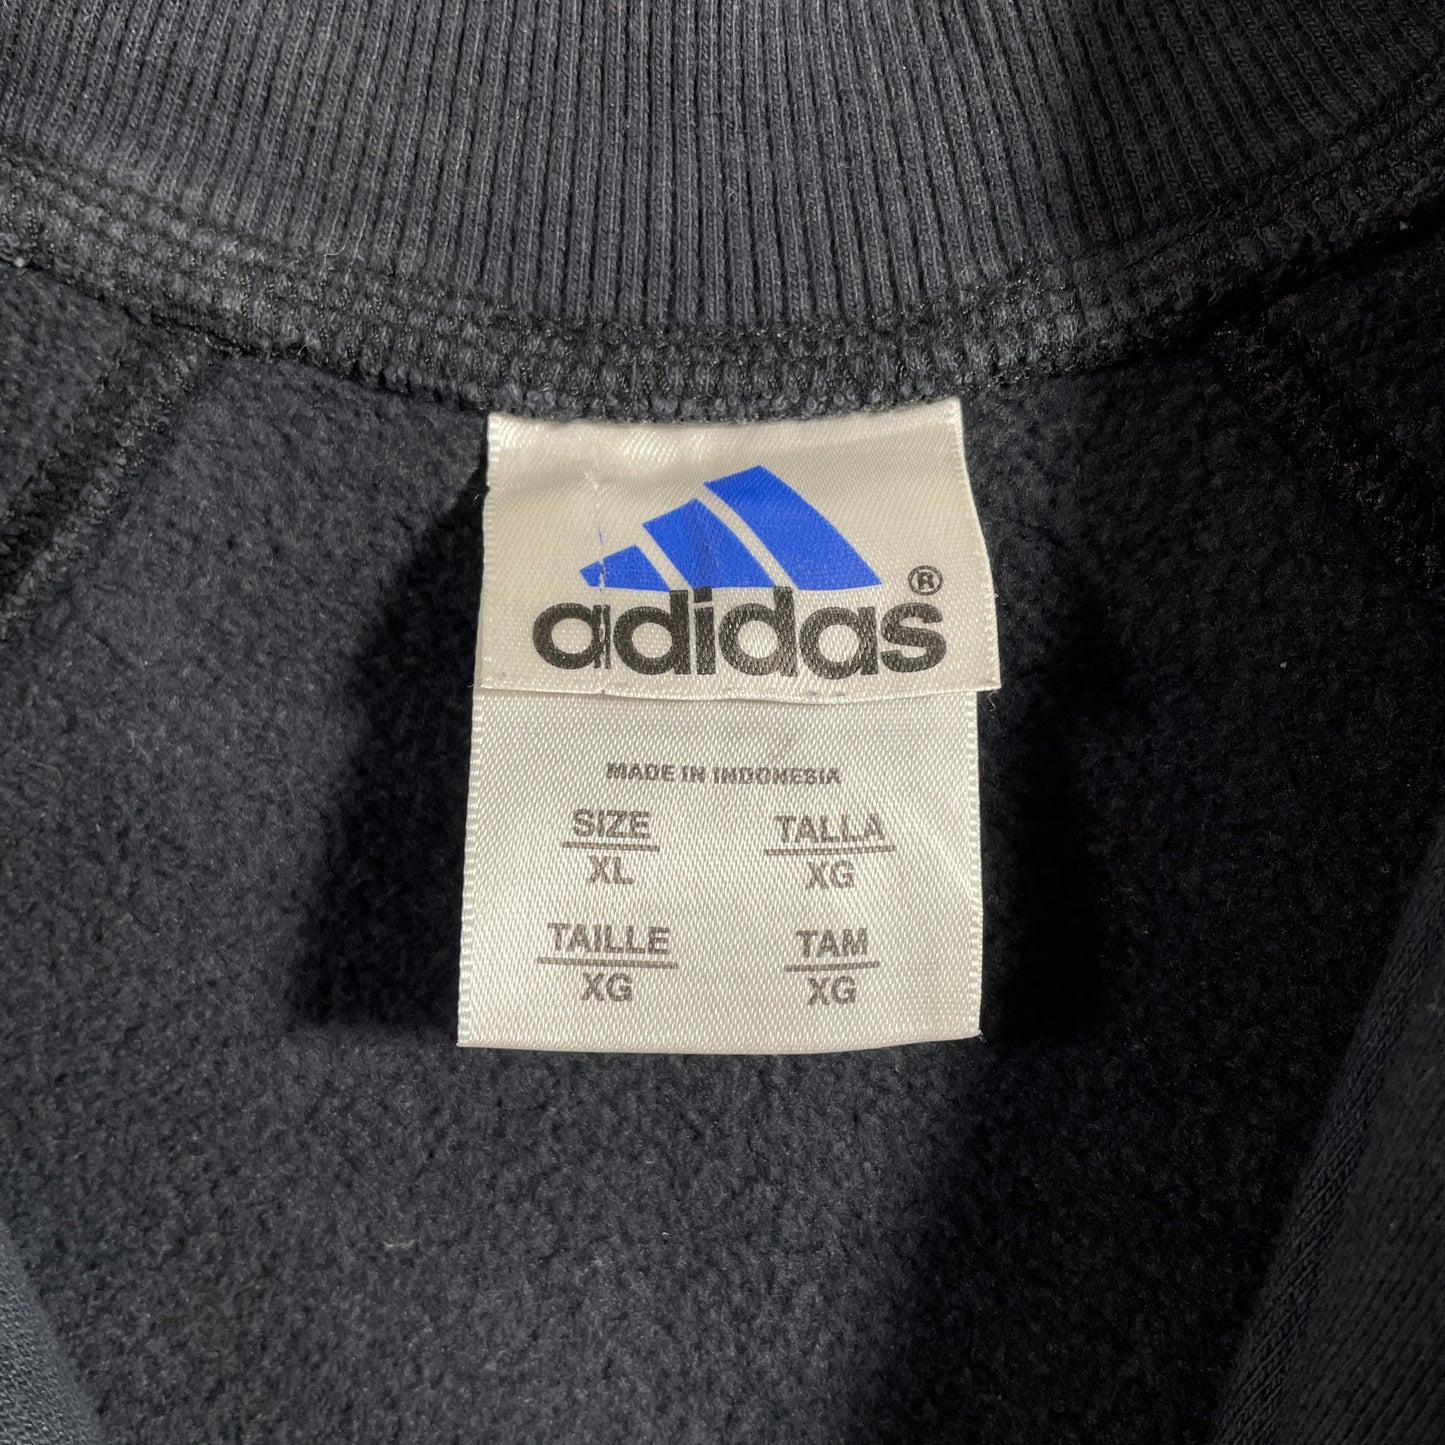 adidas®
MADE IN INDONESIA
SIZE TALLA
XL XG
TAILLE TAM
XG XG